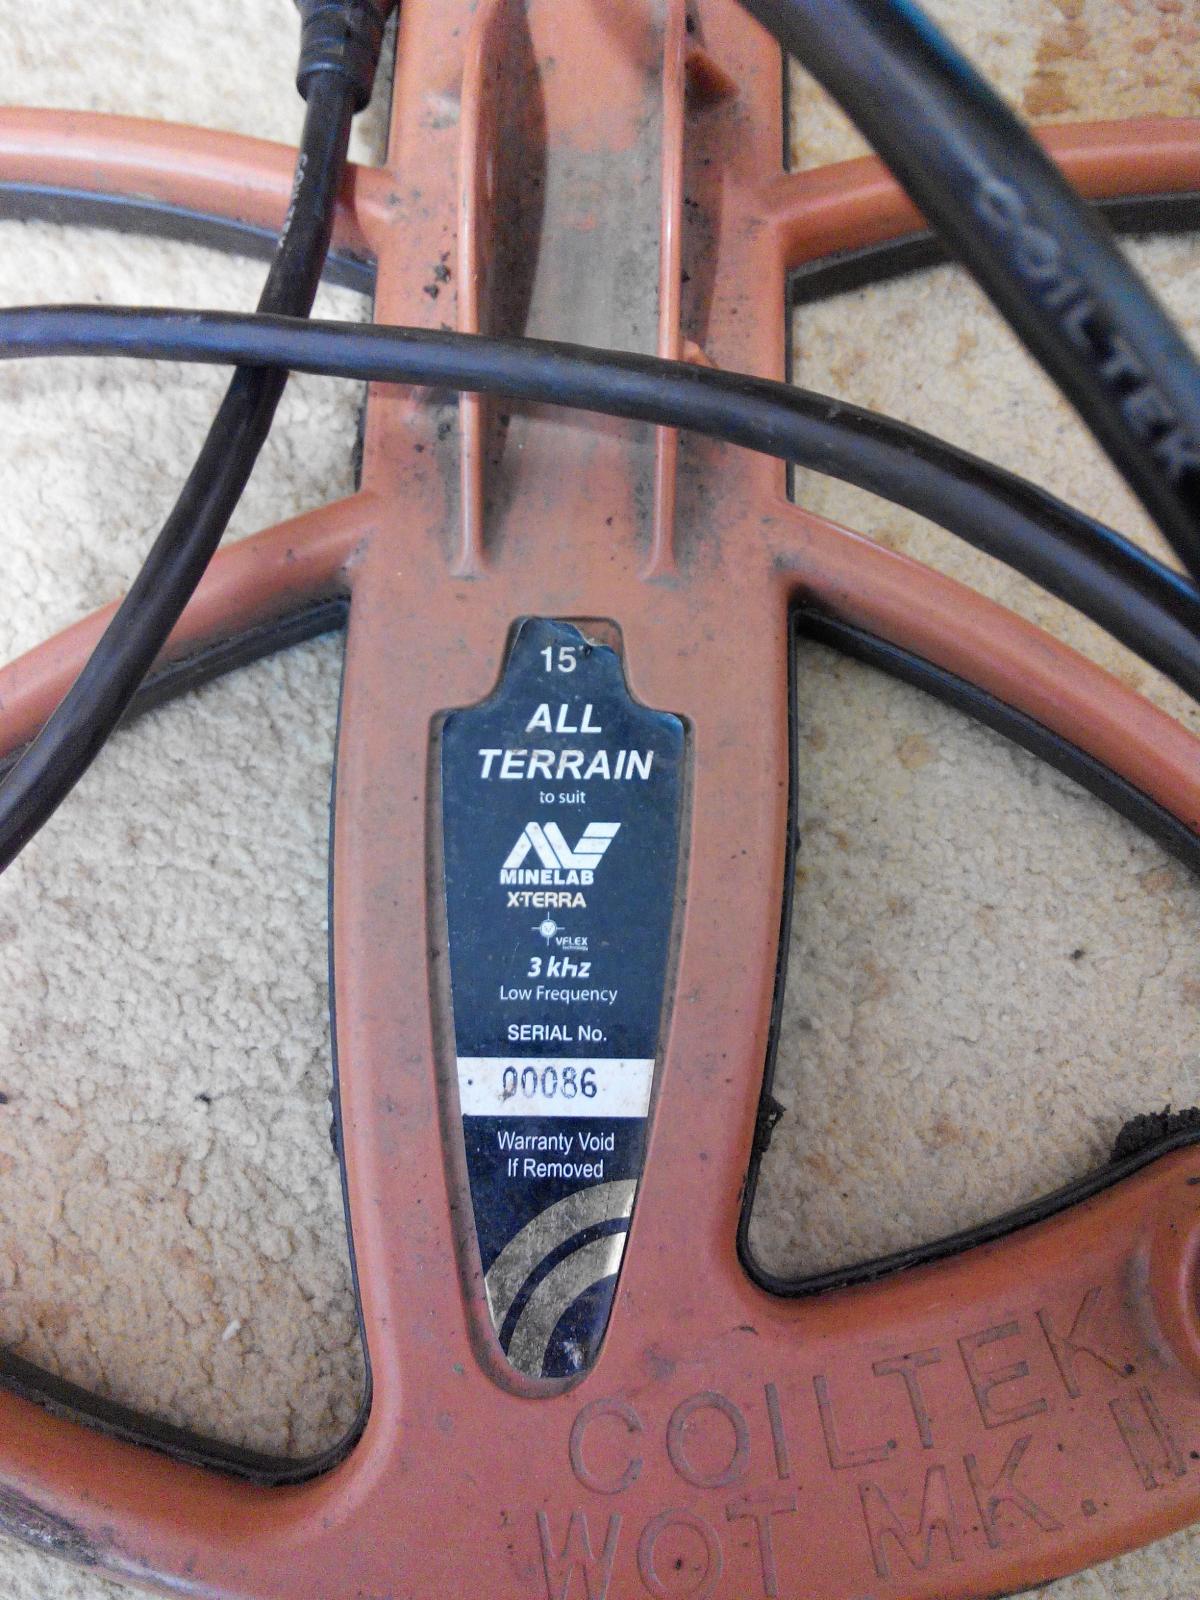 COILTEK
15"
ALL
TERRAIN
to suit
MINELAB
X-TERRA
VFLEX
technology
3 khz
Low Frequency
SERIAL No.
00086
Warranty Void
If Removed
COILTEK
WOT MK. II